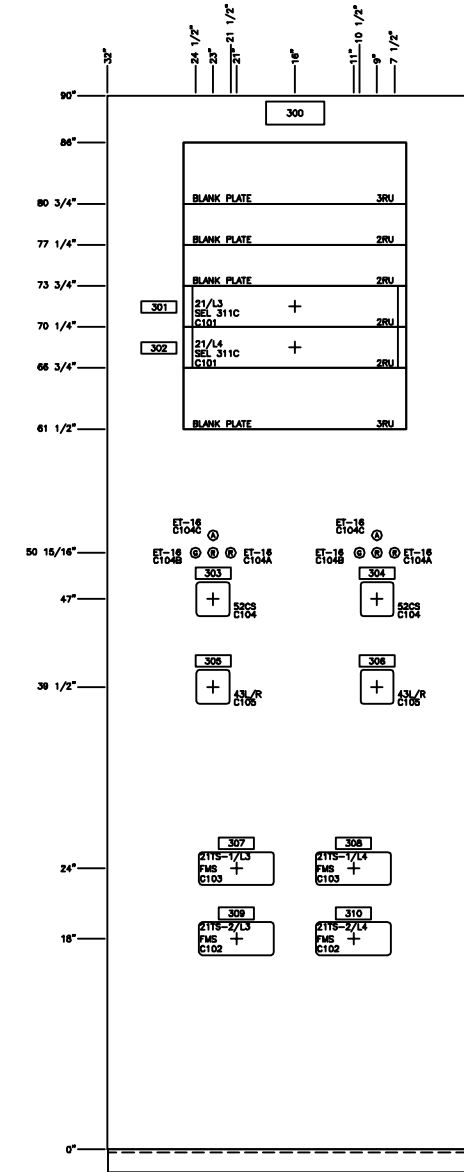 32"
24 1/2"
23"
21 1/2"
21"
16"
11"
10 1/2"
9"
7 1/2"
90"
300
86"
80 3/4"
BLANK PLATE 3RU
77 1/4"
BLANK PLATE 2RU
73 3/4"
BLANK PLATE 2RU
301
21/L3
SEL 311C
C101
2RU
70 1/4"
302
21/L4
SEL 311C
C101
2RU
66 3/4"
61 1/2"
BLANK PLATE 3RU
ET-16
C104C
A
ET-16
C104C
A
50 15/16"
ET-16
C104B
G R R
ET-16
C104A
ET-16
C104B
G R R
ET-16
C104A
303
304
47"
52CS
C104
52CS
C104
305
306
39 1/2"
43L/R
C105
43L/R
C105
307
308
24"
21TS-1/L3
FMS
C103
21TS-1/L4
FMS
C103
309
310
18"
21TS-2/L3
FMS
C102
21TS-2/L4
FMS
C102
0"